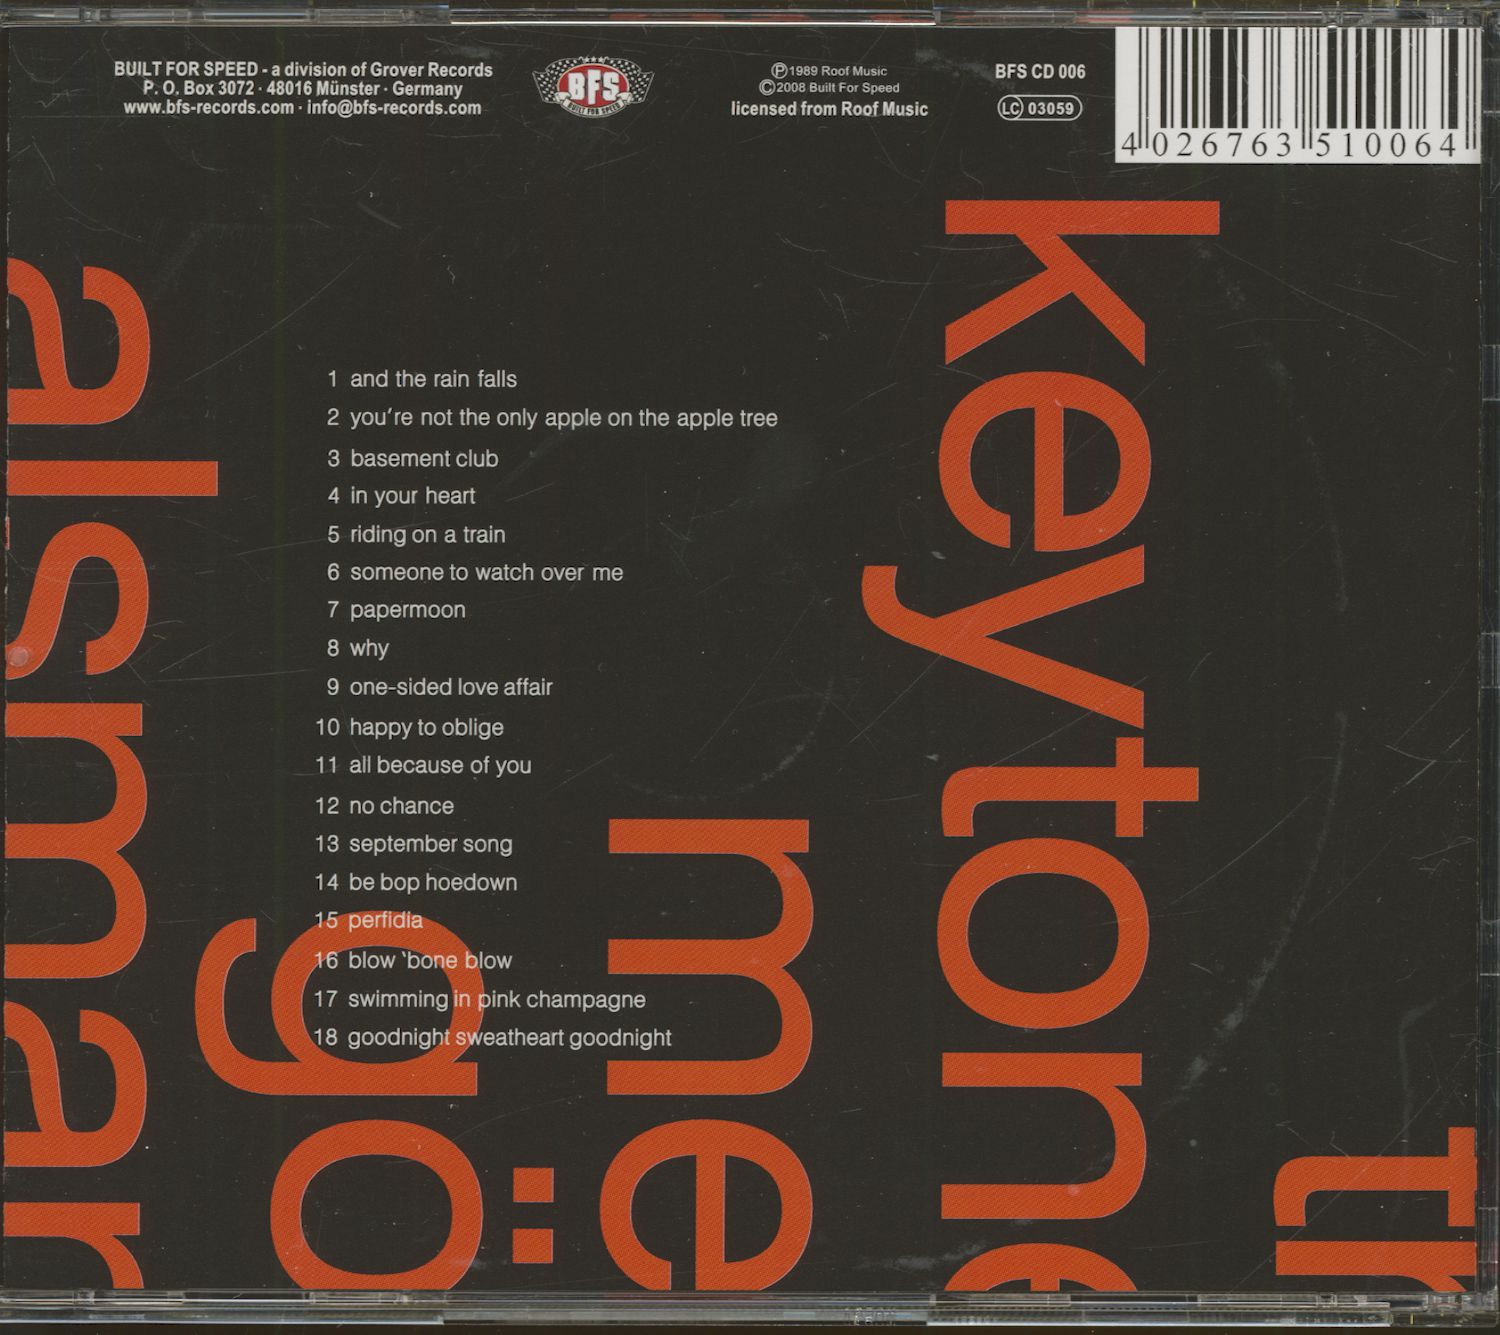 BUILT FOR SPEED - a division of Grover Records
P. O. Box 3072 · 48016 Münster · Germany
www.bfs-records.com · info@bfs-records.com
BFS
BUILT FOR SPEED
Ⓟ1989 Roof Music
©2008 Built For Speed
licensed from Roof Music
BFS CD 006
LC 03059
4 026763 510064
1 and the rain falls
2 you're not the only apple on the apple tree
3 basement club
4 in your heart
5 riding on a train
6 someone to watch over me
7 papermoon
8 why
9 one-sided love affair
10 happy to oblige
11 all because of you
12 no chance
13 september song
14 be bop hoedown
15 perfidia
16 blow 'bone blow
17 swimming in pink champagne
18 goodnight sweatheart goodnight
alsmar
gö
me
keytone
tr